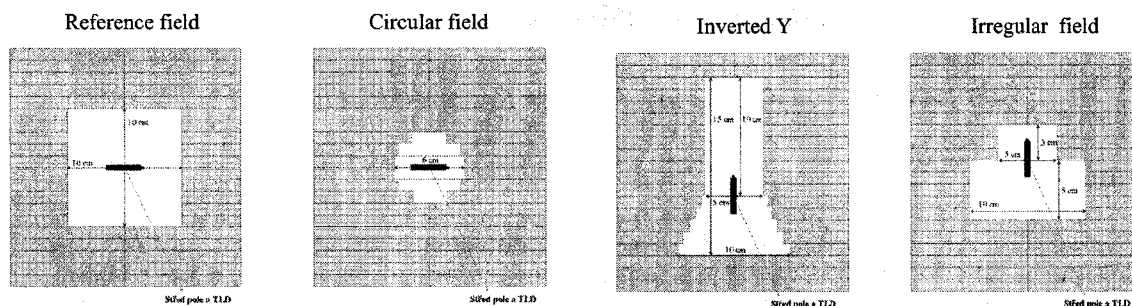 Reference field
Circular field
Inverted Y
Irregular field
10 cm
10 cm
Střed pole a TLD
6 cm
Střed pole a TLD
15 cm
10 cm
5 cm
10 cm
Střed pole a TLD
5 cm
3 cm
5 cm
10 cm
Střed pole a TLD